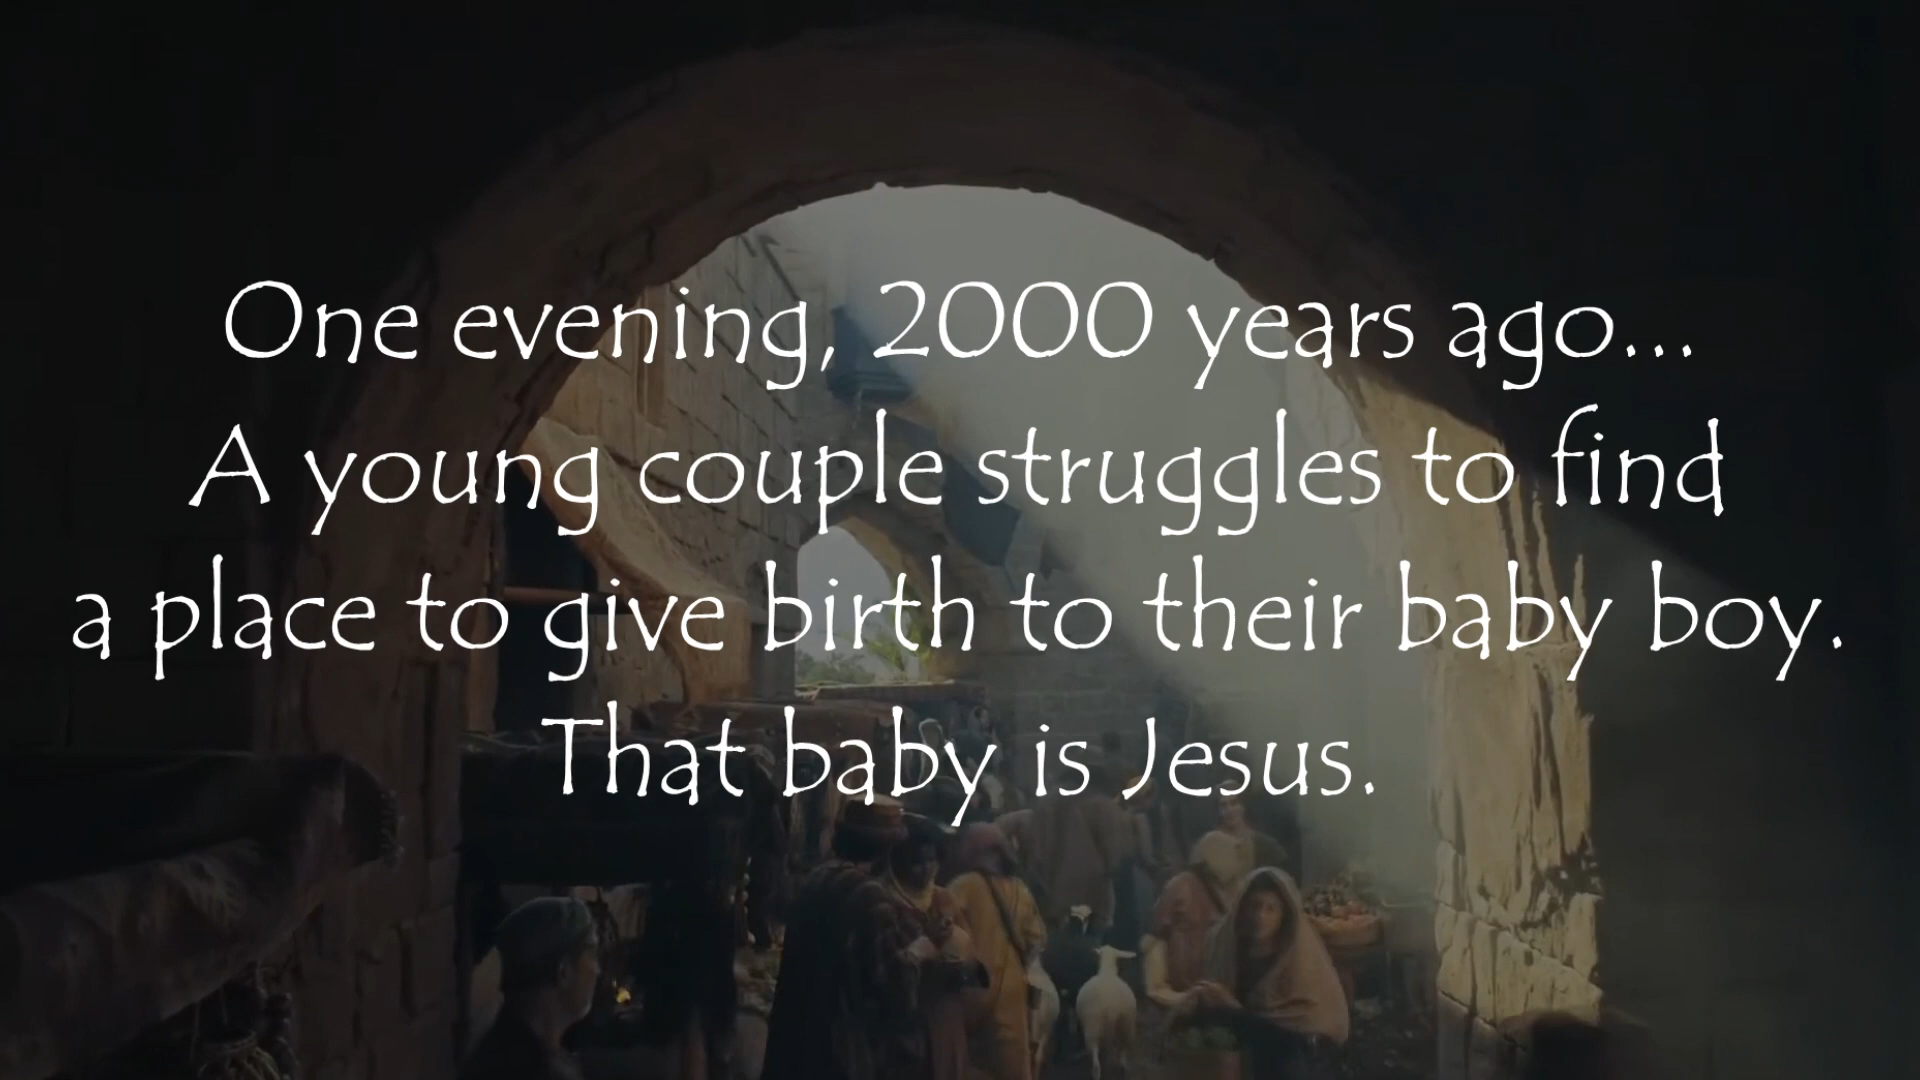 One evening, 2000 years ago...
A young couple struggles to find
a place to give birth to their baby boy.
That baby is Jesus.